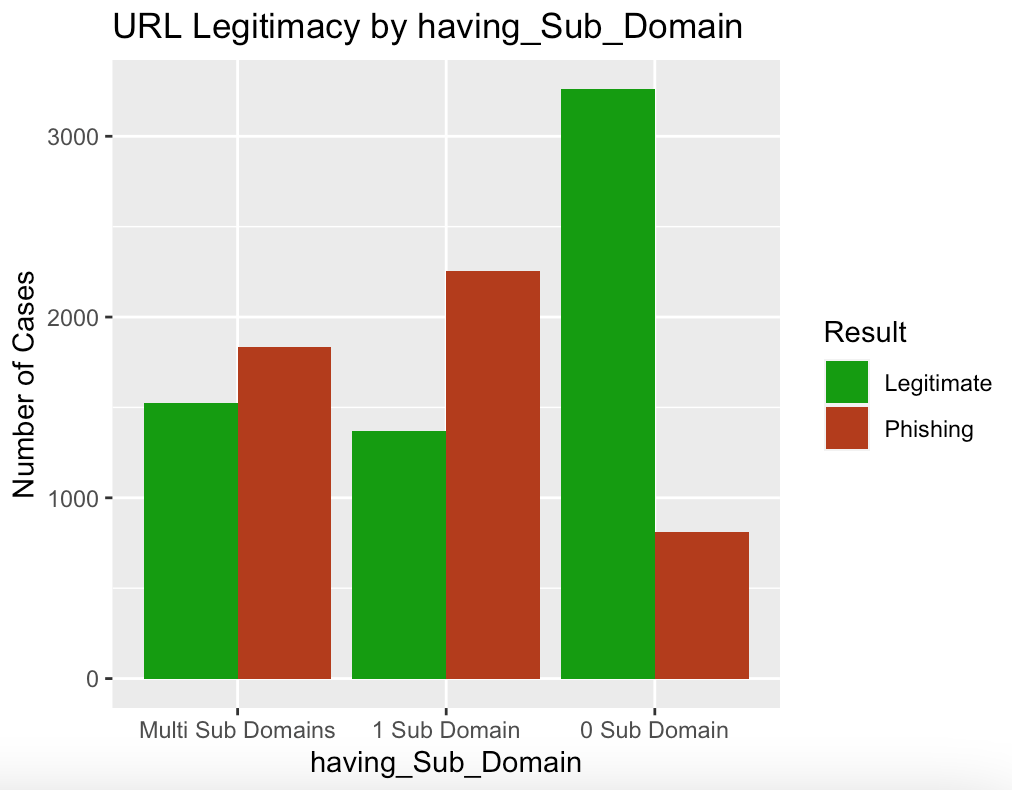 URL Legitimacy by having_Sub_Domain
3000
2000
1000
0
Number of Cases
Multi Sub Domains
1 Sub Domain
0 Sub Domain
having_Sub_Domain
Result
Legitimate
Phishing